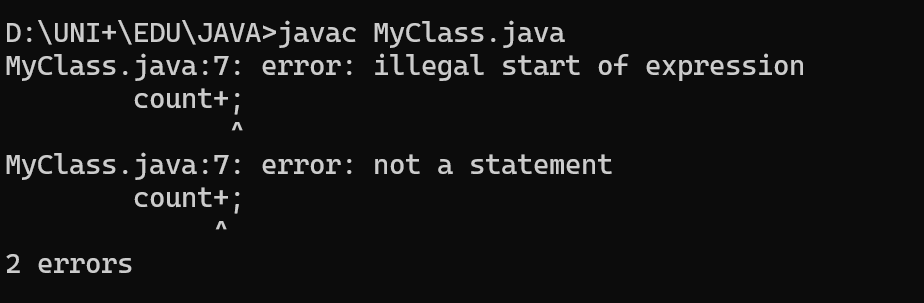 D:\UNI+\EDU\JAVA>javac MyClass.java
MyClass.java:7: error: illegal start of expression
        count+;
              ^
MyClass.java:7: error: not a statement
        count+;
             ^
2 errors